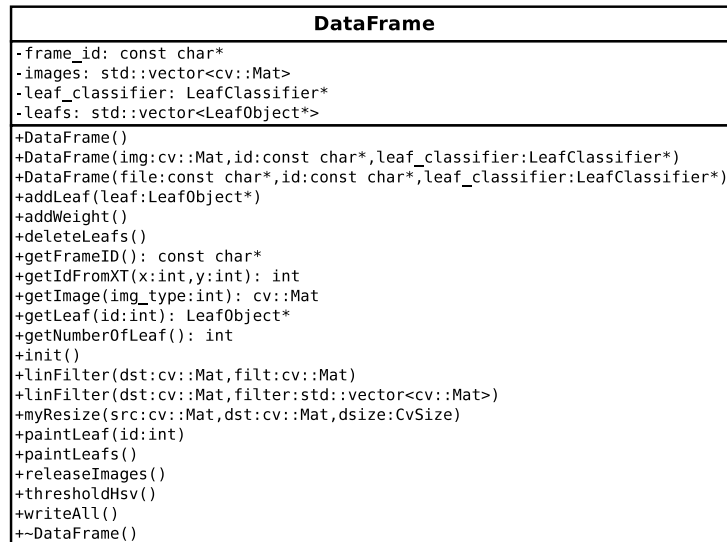 DataFrame
-frame_id: const char*
-images: std::vector<cv::Mat>
-leaf_classifier: LeafClassifier*
-leafs: std::vector<LeafObject*>
+DataFrame()
+DataFrame(img:cv::Mat,id:const char*,leaf_classifier:LeafClassifier*)
+DataFrame(file:const char*,id:const char*,leaf_classifier:LeafClassifier*)
+addLeaf(leaf:LeafObject*)
+addWeight()
+deleteLeafs()
+getFrameID(): const char*
+getIdFromXT(x:int,y:int): int
+getImage(img_type:int): cv::Mat
+getLeaf(id:int): LeafObject*
+getNumberOfLeaf(): int
+init()
+linFilter(dst:cv::Mat,filt:cv::Mat)
+linFilter(dst:cv::Mat,filter:std::vector<cv::Mat>)
+myResize(src:cv::Mat,dst:cv::Mat,dsize:CvSize)
+paintLeaf(id:int)
+paintLeafs()
+releaseImages()
+thresholdHsv()
+writeAll()
+~DataFrame()